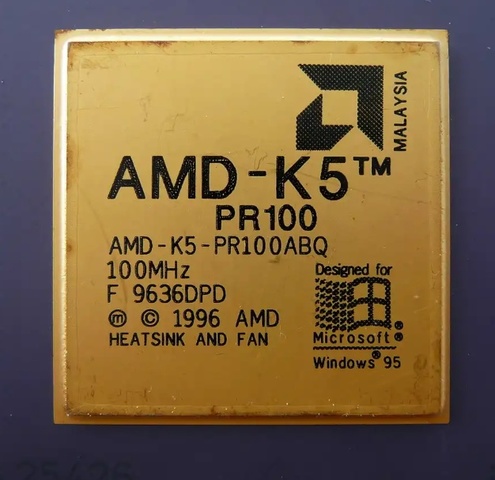 MALAYSIA
AMD-K5™
PR100
AMD-K5-PR100ABQ
100MHz
F 9636DPD
ⓜ © 1996 AMD
HEATSINK AND FAN
Designed for
Microsoft®
Windows®95